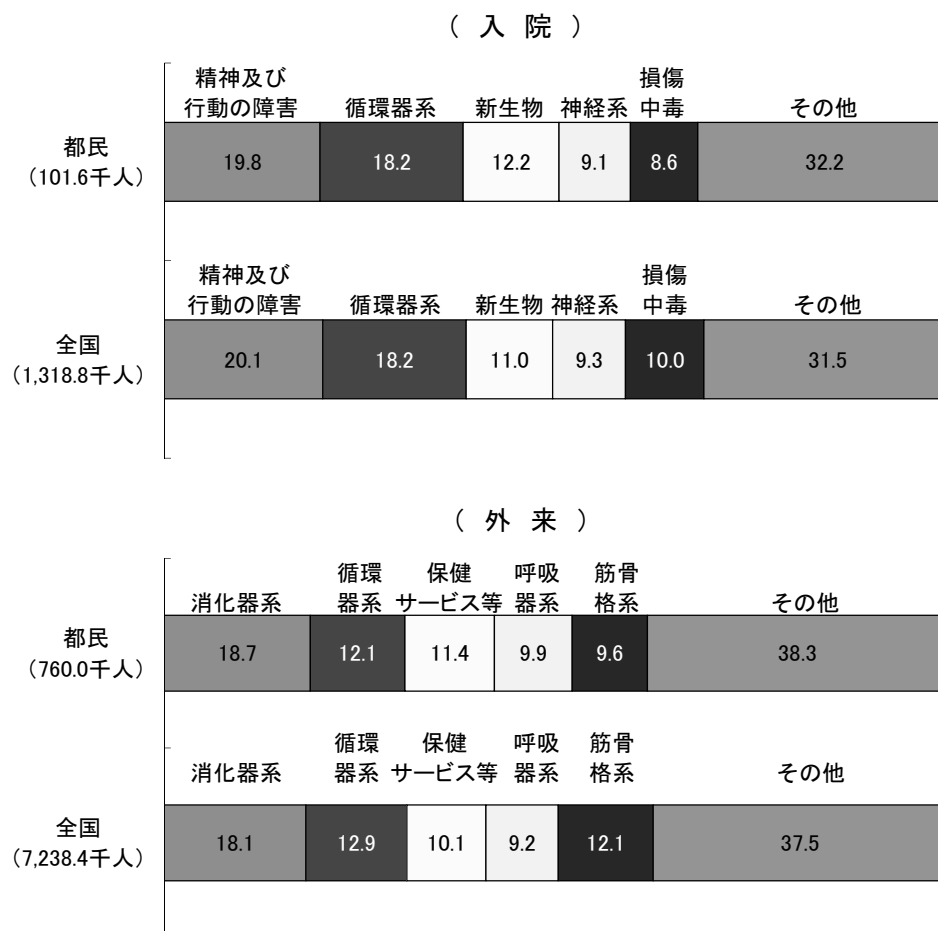 （ 入 院 ）
精神及び 損傷
行動の障害 循環器系 新生物 神経系 中毒 その他
都民
（101.6千人）
19.8 18.2 12.2 9.1 8.6 32.2
精神及び 損傷
行動の障害 循環器系 新生物 神経系 中毒 その他
全国
（1,318.8千人）
20.1 18.2 11.0 9.3 10.0 31.5
（ 外 来 ）
循環 保健 呼吸 筋骨
消化器系 器系 サービス等 器系 格系 その他
都民
（760.0千人）
18.7 12.1 11.4 9.9 9.6 38.3
循環 保健 呼吸 筋骨
消化器系 器系 サービス等 器系 格系 その他
全国
（7,238.4千人）
18.1 12.9 10.1 9.2 12.1 37.5